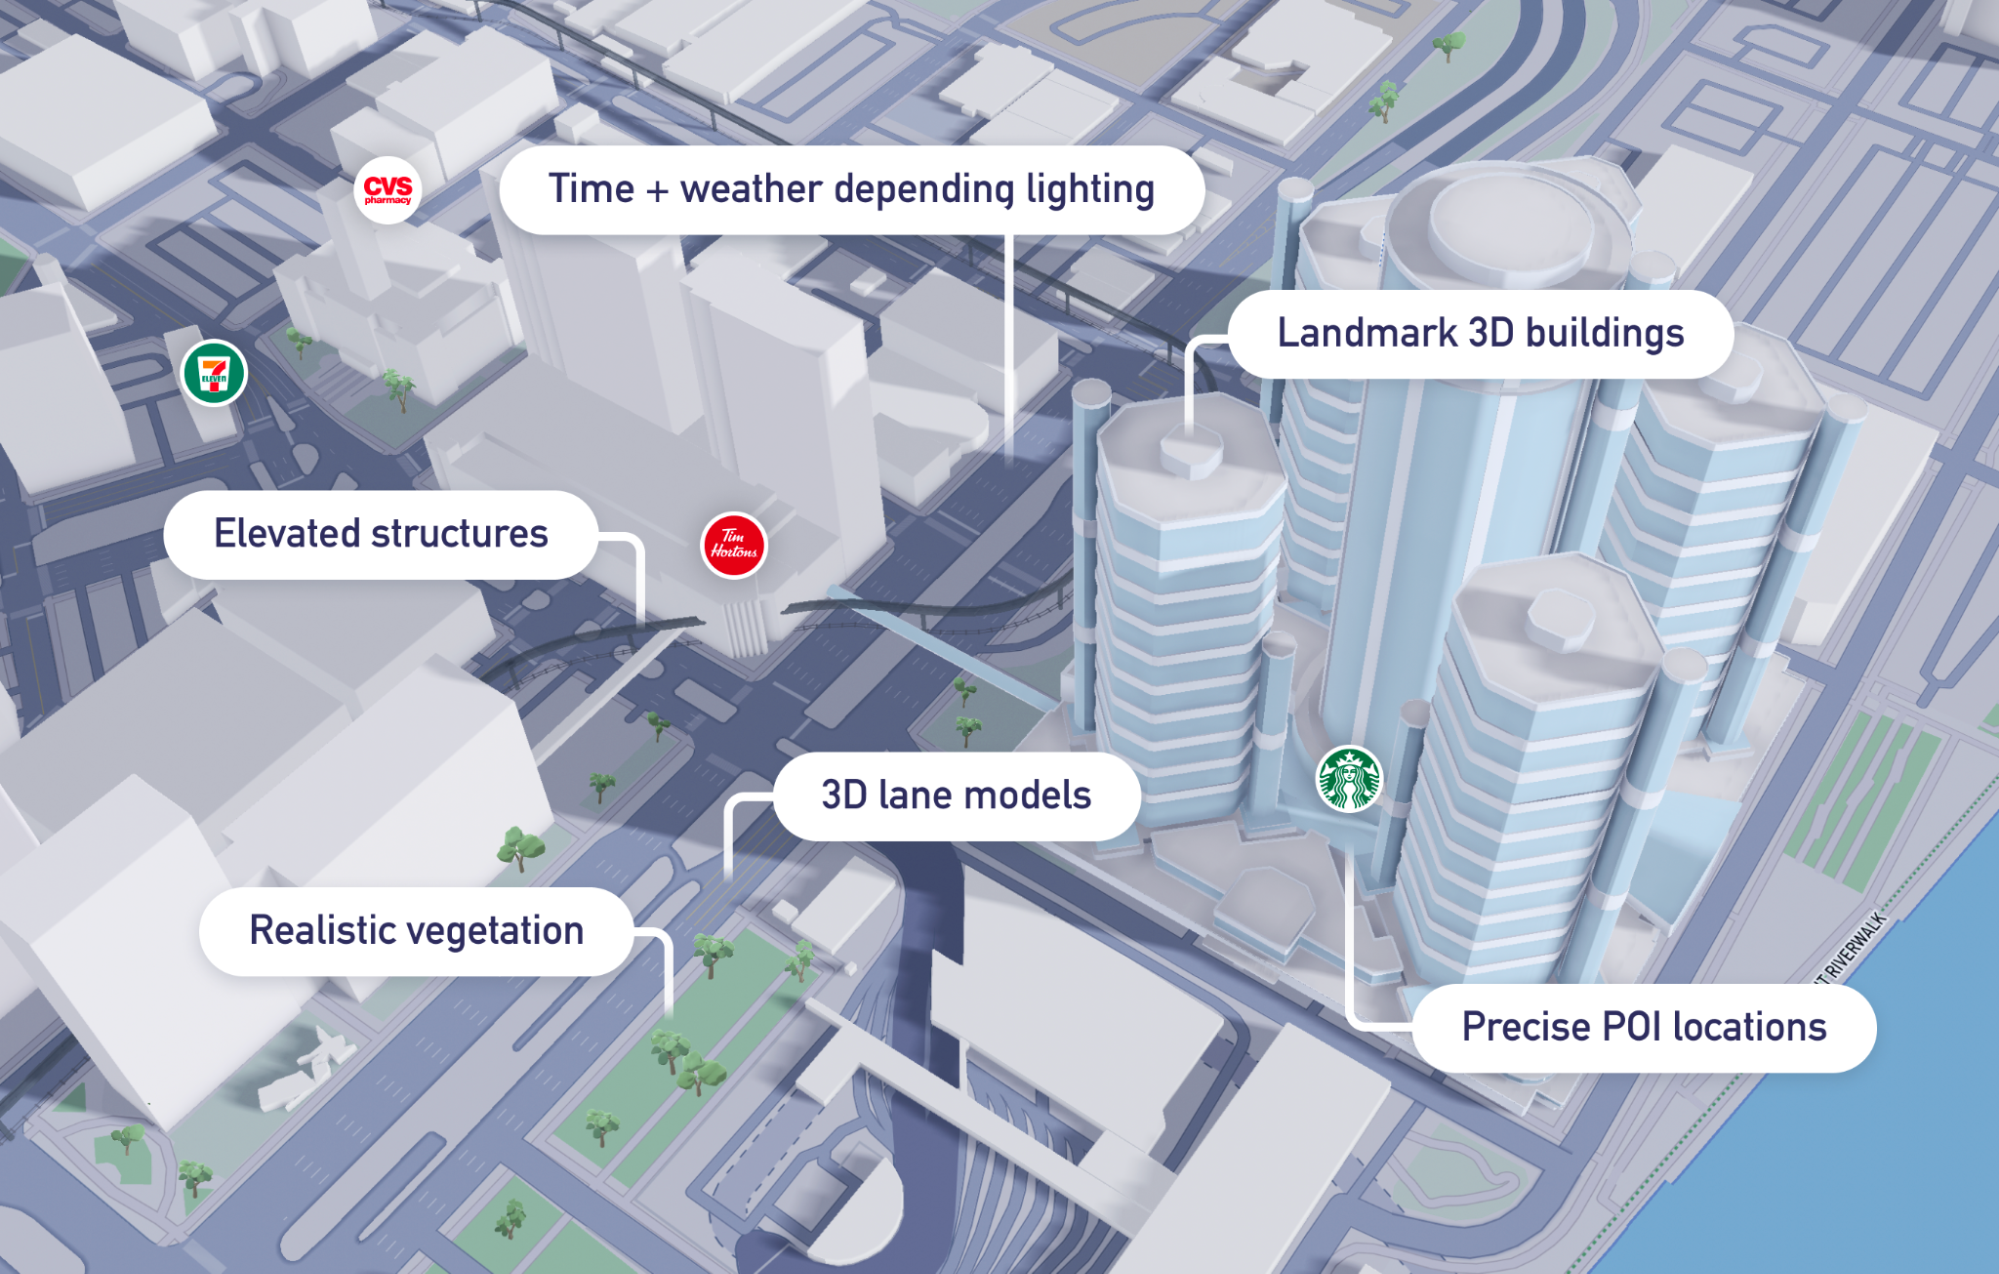 CVS
pharmacy
Time + weather depending lighting
Landmark 3D buildings
7
ELEVEN
Elevated structures
Tim
Hortons
3D lane models
Realistic vegetation
T RIVERWALK
Precise POI locations